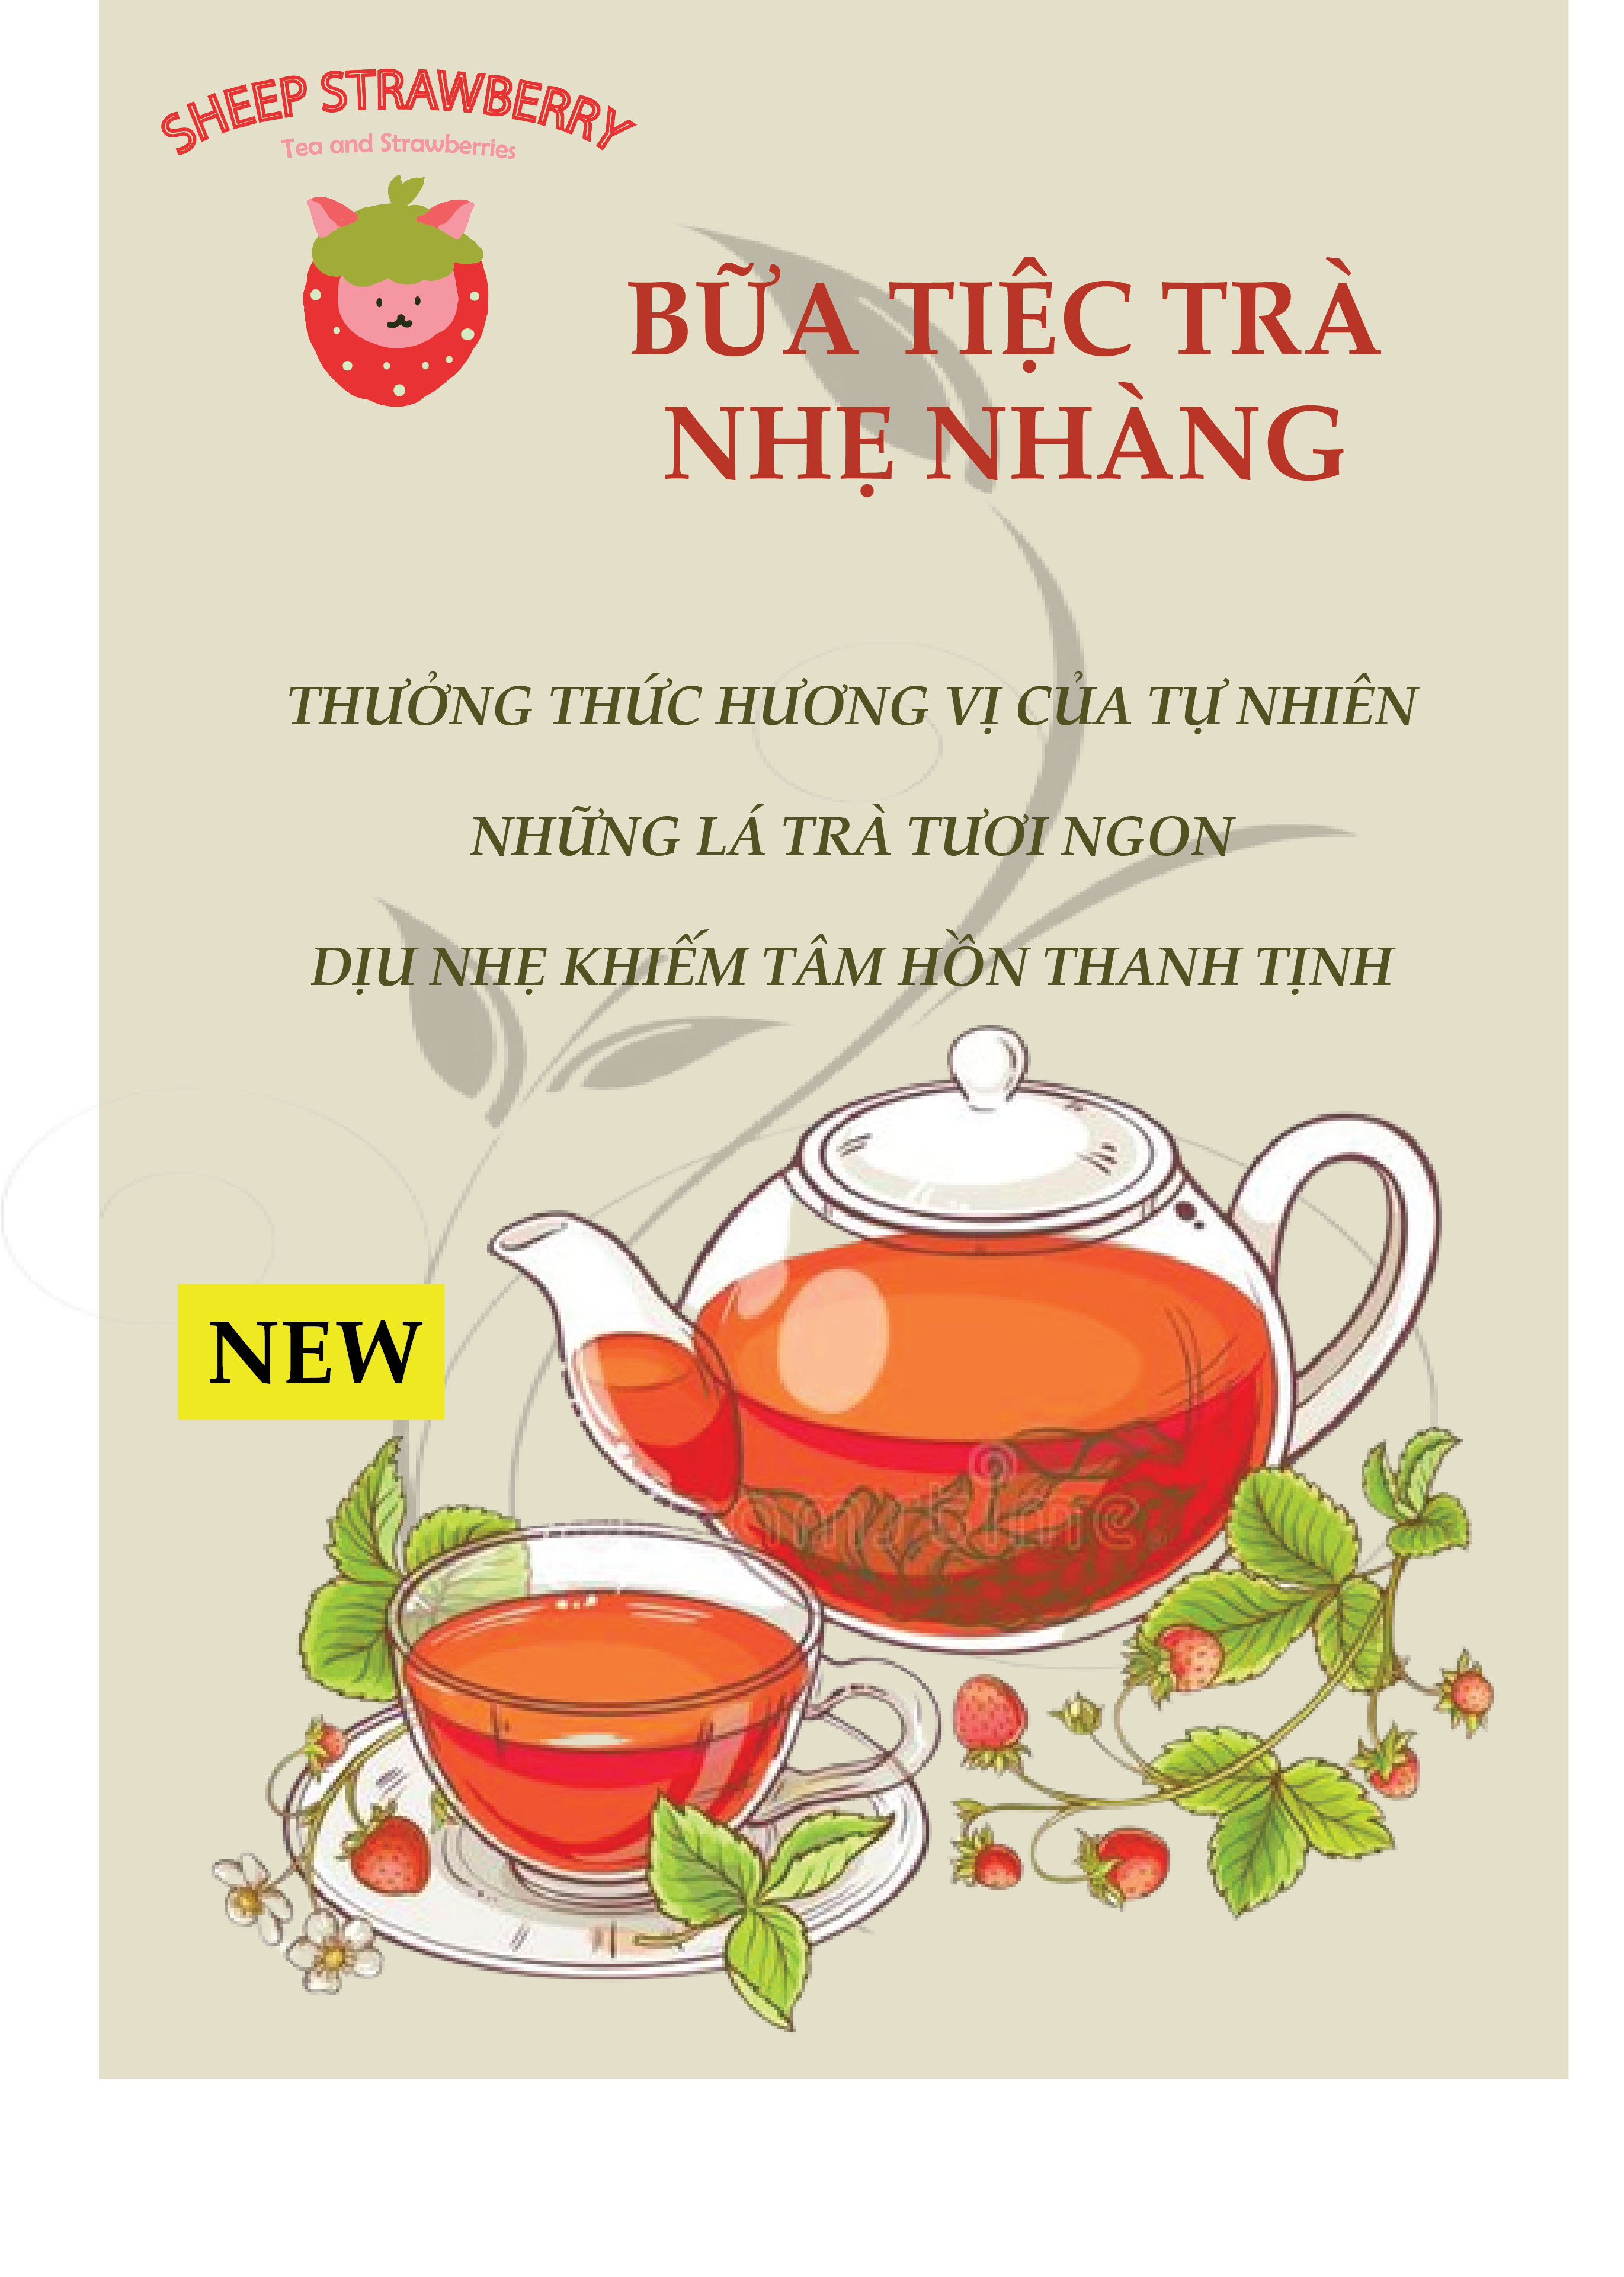 SHEEP STRAWBERRY
Tea and Strawberries
BỮA TIỆC TRÀ
NHẸ NHÀNG
THƯỞNG THỨC HƯƠNG VỊ CỦA TỰ NHIÊN
NHỮNG LÁ TRÀ TƯƠI NGON
DỊU NHẸ KHIẾM TÂM HỒN THANH TỊNH
NEW